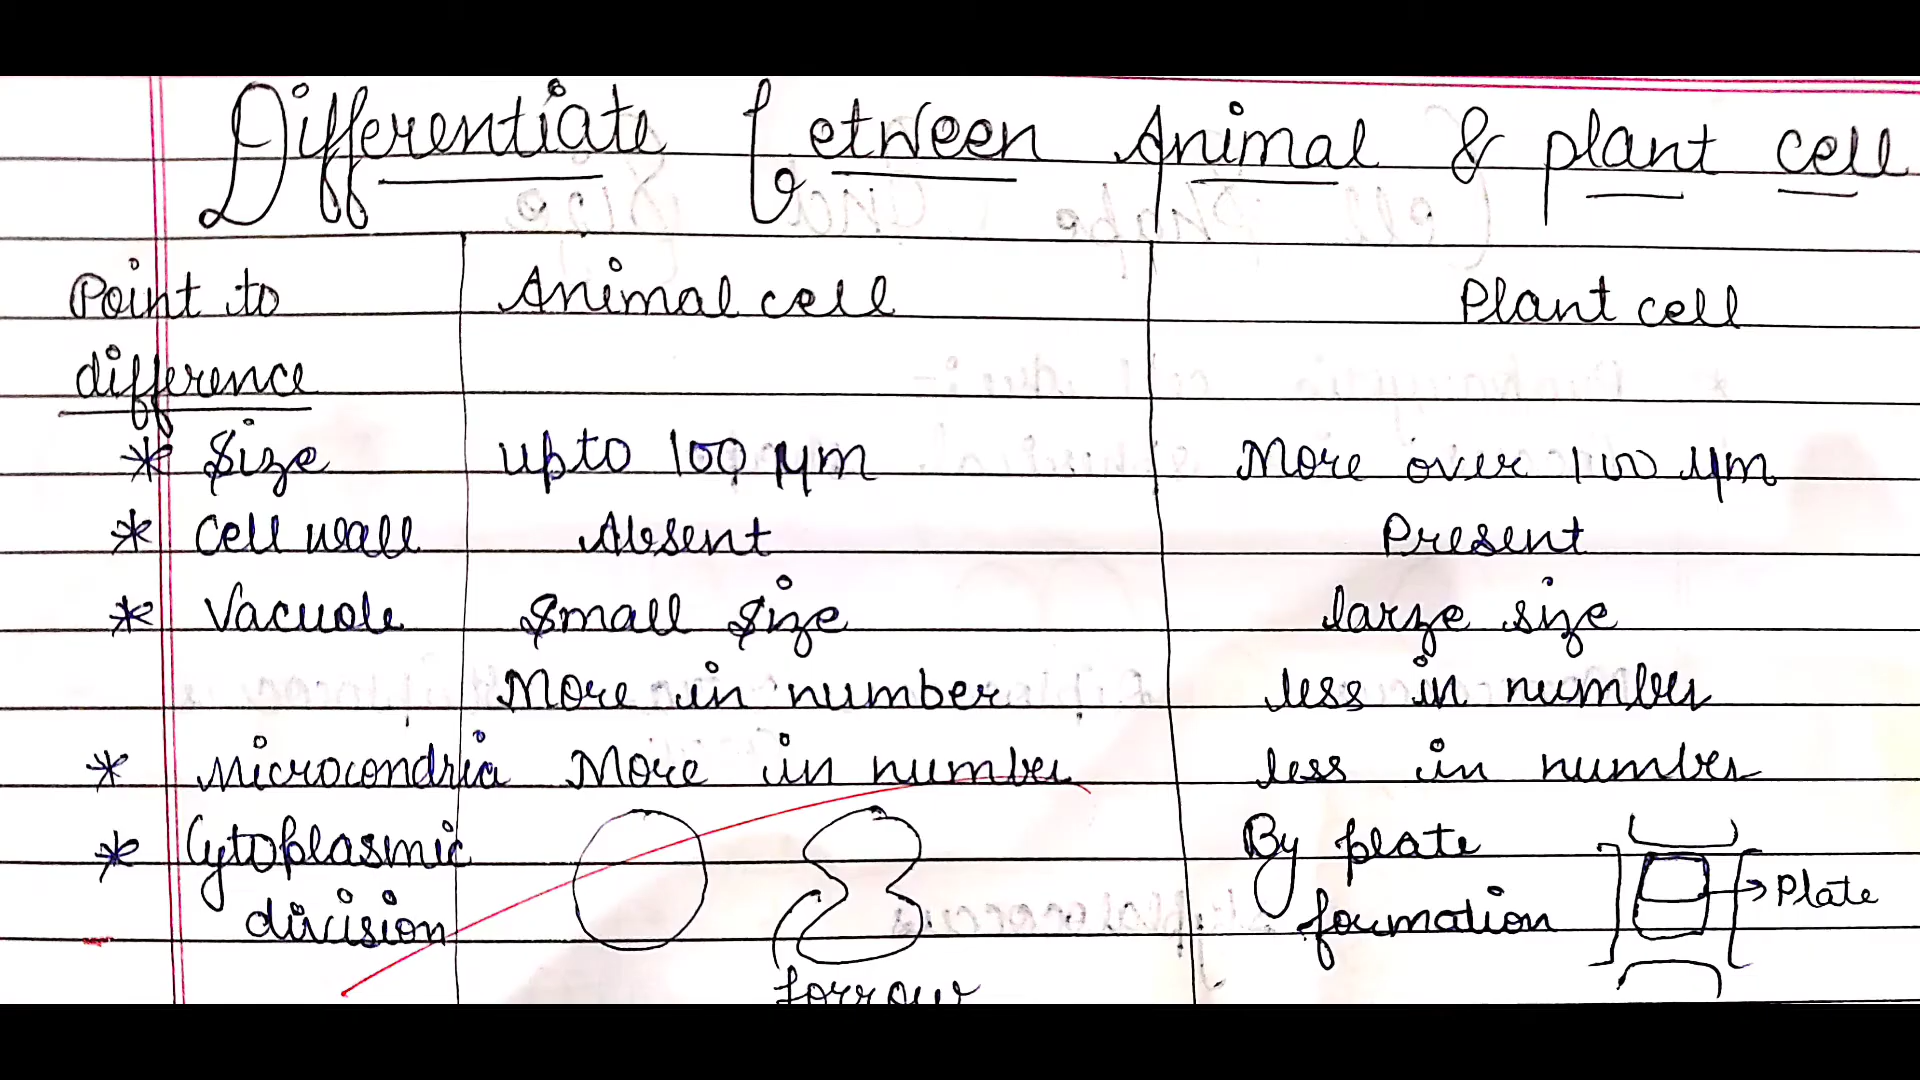 Differentiate between Animal & plant cell
Point to Animal cell Plant cell
difference
* Size upto 100 μm More over 100 μm
* Cell wall Absent Present
* Vacuole Small size large size
More in number less in number
* Microcondria More in number less in number
* Cytoplasmic By plate → Plate
division formation
forrow